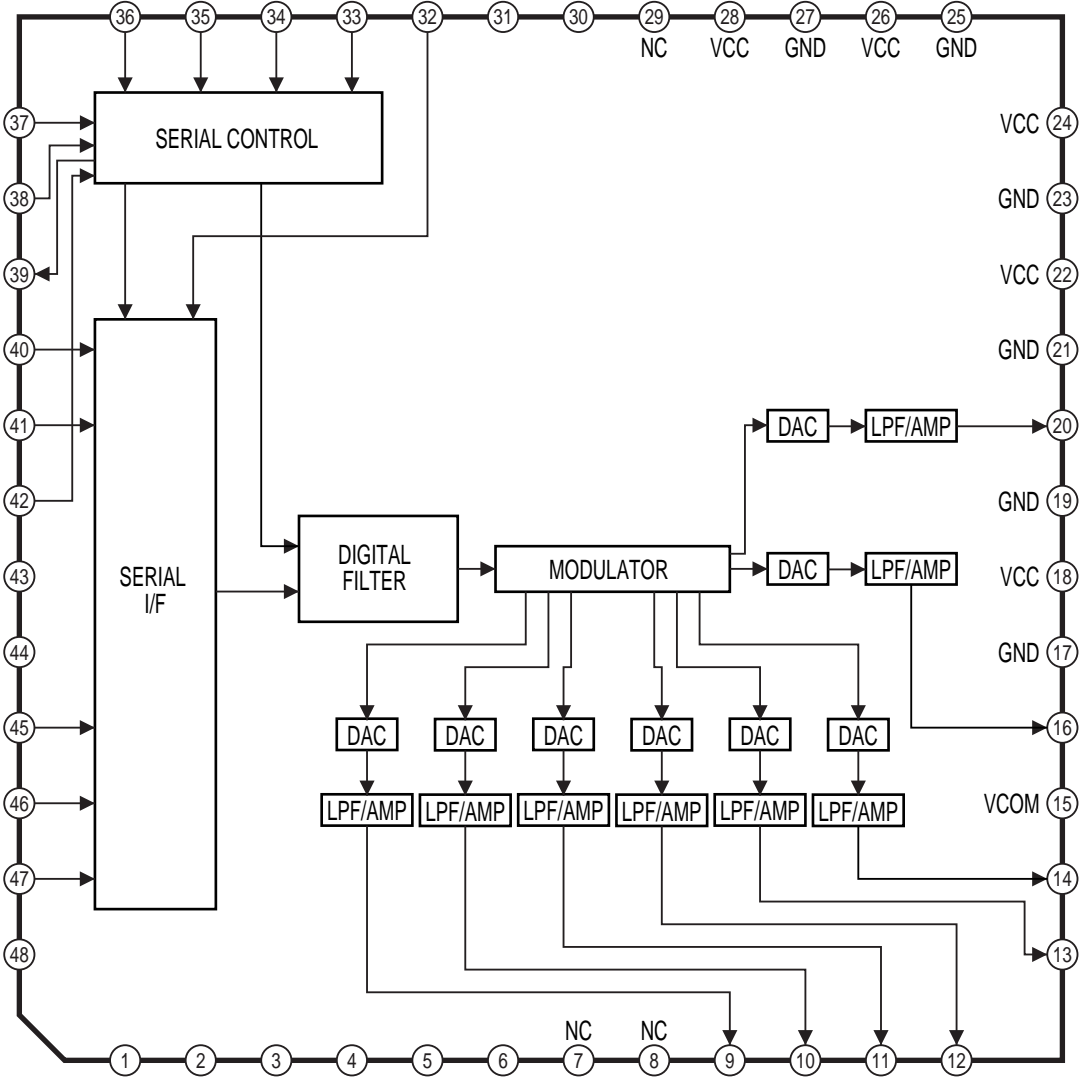 36 35 34 33 32 31 30 29 28 27 26 25
NC VCC GND VCC GND
37
SERIAL CONTROL
VCC 24
38
GND 23
39
VCC 22
40
GND 21
41
DAC LPF/AMP 20
42
GND 19
43
SERIAL
I/F
DIGITAL
FILTER
MODULATOR
DAC LPF/AMP
VCC 18
44
GND 17
45
DAC DAC DAC DAC DAC DAC
16
46
LPF/AMP LPF/AMP LPF/AMP LPF/AMP LPF/AMP LPF/AMP
VCOM 15
47
14
48
13
NC NC
1 2 3 4 5 6 7 8 9 10 11 12